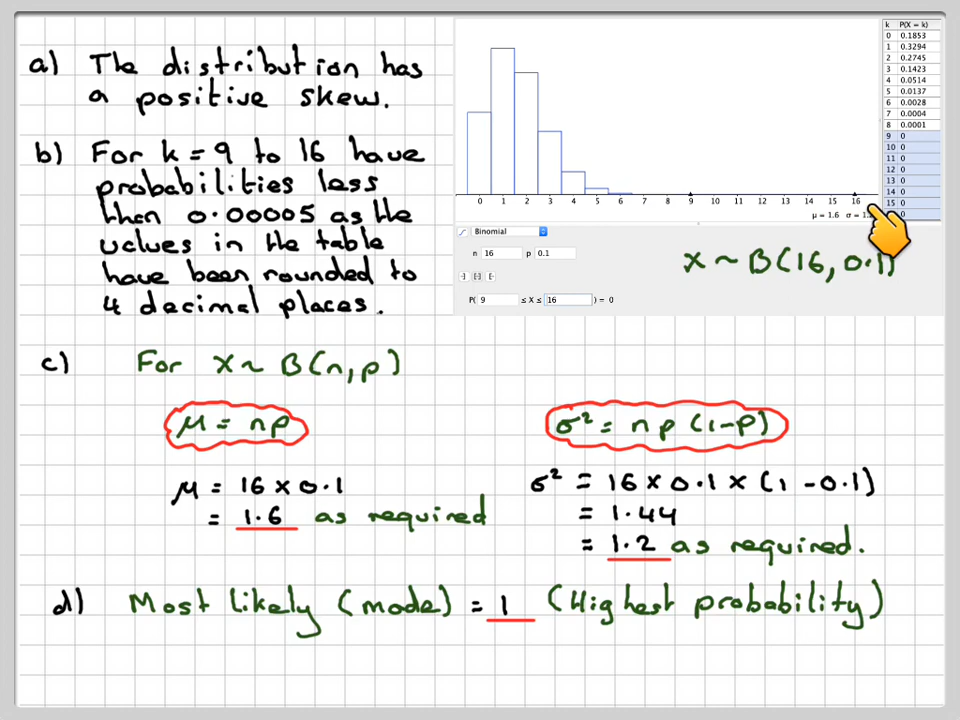 a) The distribution has
a positive skew.
b) For k = 9 to 16 have
probabilities less
then 0.00005 as the
values in the table
have been rounded to
4 decimal places.
k P(X = k)
0 0.1853
1 0.3294
2 0.2745
3 0.1423
4 0.0514
5 0.0137
6 0.0028
7 0.0004
8 0.0001
9 0
10 0
11 0
12 0
13 0
14 0
15 0
0
0 1 2 3 4 5 6 7 8 9 10 11 12 13 14 15 16
μ = 1.6 σ = 1.
Binomial
n 16 p 0.1
P( 9 ≤ X ≤ 16 ) = 0
X ~ B(16, 0.1)
c) For X ~ B(n, p)
μ = np
σ² = np (1-p)
μ = 16 × 0.1
= 1.6 as required
σ² = 16 × 0.1 × (1 - 0.1)
= 1.44
= 1.2 as required.
d) Most likely (mode) = 1 (Highest probability)